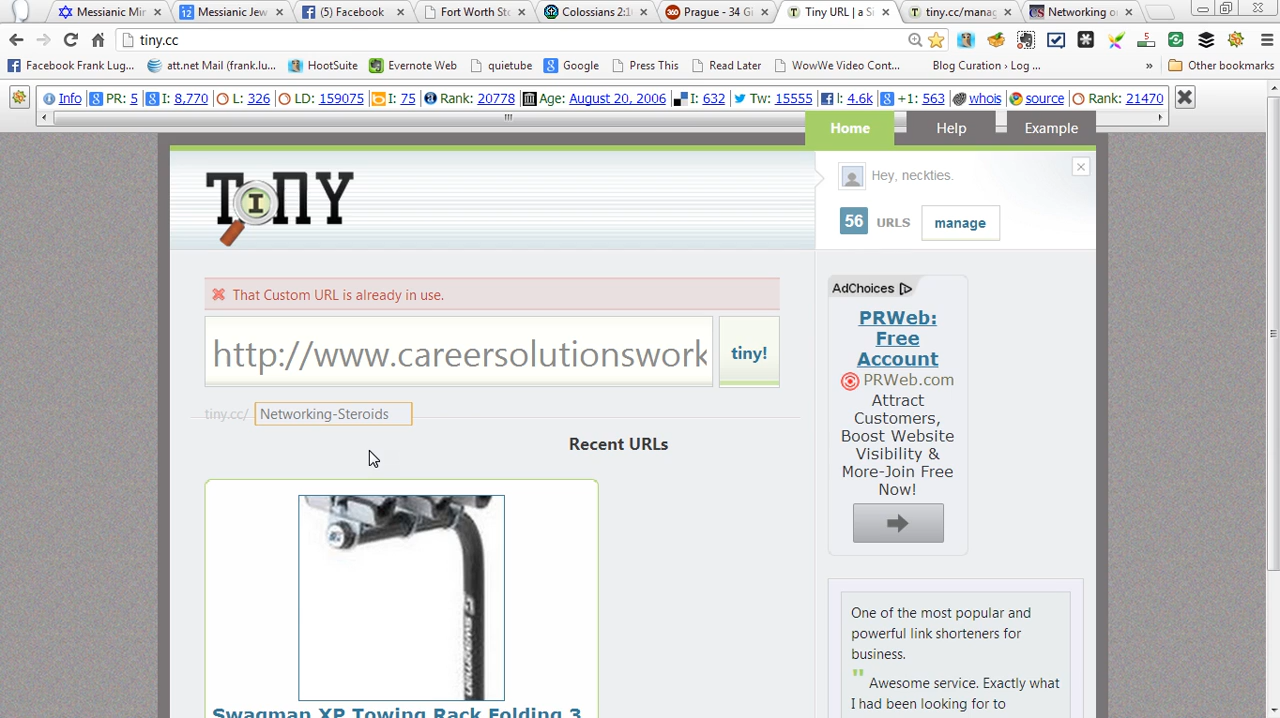 Messianic Mir
Messianic Jew
(5) Facebook
Fort Worth Sto
Colossians 2:1
Prague - 34 Gi
Tiny URL | a Si
tiny.cc/mana
Networking o
tiny.cc
5
Facebook Frank Lug...
att.net Mail (frank.lu...
HootSuite
Evernote Web
quietube
Google
Press This
Read Later
WowWe Video Cont...
Blog Curation › Log ...
»
Other bookmarks
Info
PR: 5
I: 8,770
L: 326
LD: 159075
I: 75
Rank: 20778
Age: August 20, 2006
I: 632
Tw: 15555
l: 4.6k
+1: 563
whois
source
Rank: 21470
Home
Help
Example
TINY
Hey, neckties.
56 URLS
manage
That Custom URL is already in use.
http://www.careersolutionswork
tiny!
tiny.cc/
Networking-Steroids
Recent URLs
Swagman XP Towing Rack Folding 3
AdChoices
PRWeb:
Free
Account
PRWeb.com
Attract
Customers,
Boost Website
Visibility &
More-Join Free
Now!
One of the most popular and
powerful link shorteners for
business.
" Awesome service. Exactly what
I had been looking for to